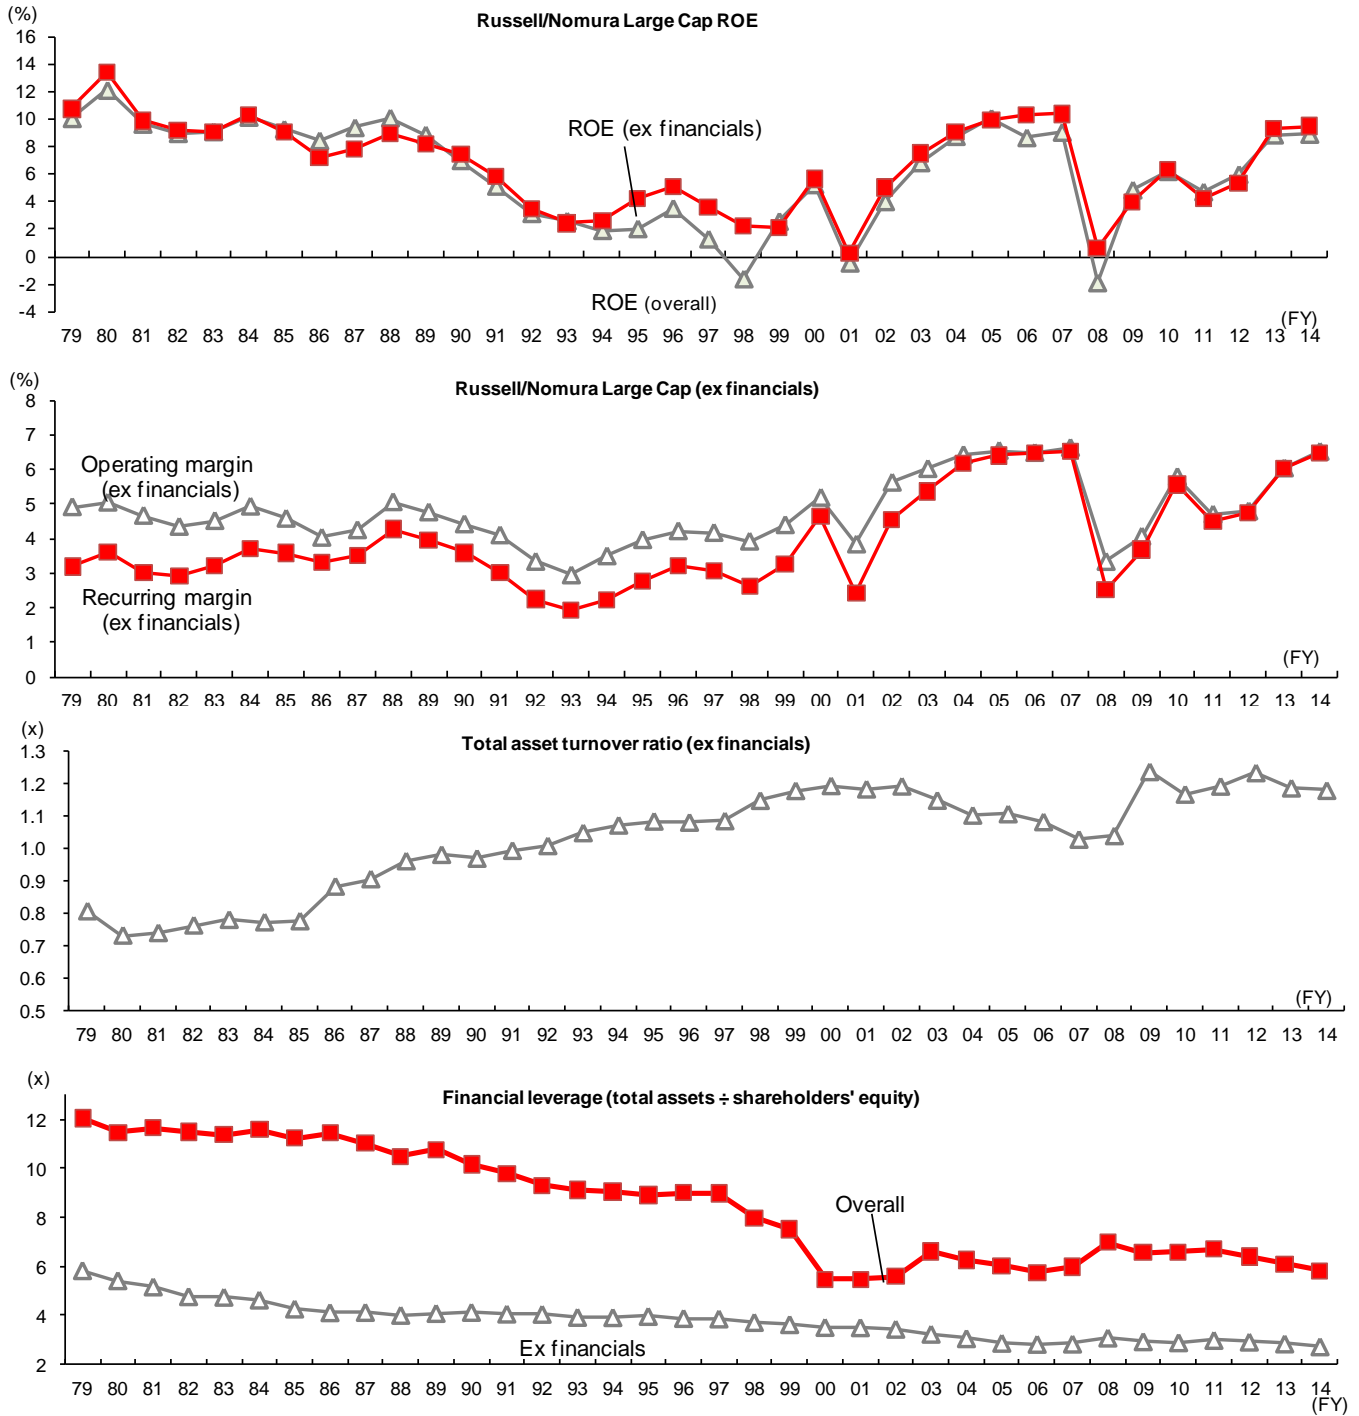 (%)
Russell/Nomura Large Cap ROE
16
14
12
10
8
6
4
2
0
-2
-4
ROE (ex financials)
ROE (overall)
(FY)
79 80 81 82 83 84 85 86 87 88 89 90 91 92 93 94 95 96 97 98 99 00 01 02 03 04 05 06 07 08 09 10 11 12 13 14
(%)
Russell/Nomura Large Cap (ex financials)
8
7
6
5
4
3
2
1
0
Operating margin
(ex financials)
Recurring margin
(ex financials)
(FY)
79 80 81 82 83 84 85 86 87 88 89 90 91 92 93 94 95 96 97 98 99 00 01 02 03 04 05 06 07 08 09 10 11 12 13 14
(x)
Total asset turnover ratio (ex financials)
1.3
1.2
1.1
1.0
0.9
0.8
0.7
0.6
0.5
(FY)
79 80 81 82 83 84 85 86 87 88 89 90 91 92 93 94 95 96 97 98 99 00 01 02 03 04 05 06 07 08 09 10 11 12 13 14
(x)
Financial leverage (total assets ÷ shareholders' equity)
12
10
8
6
4
2
Overall
Ex financials
79 80 81 82 83 84 85 86 87 88 89 90 91 92 93 94 95 96 97 98 99 00 01 02 03 04 05 06 07 08 09 10 11 12 13 14
(FY)